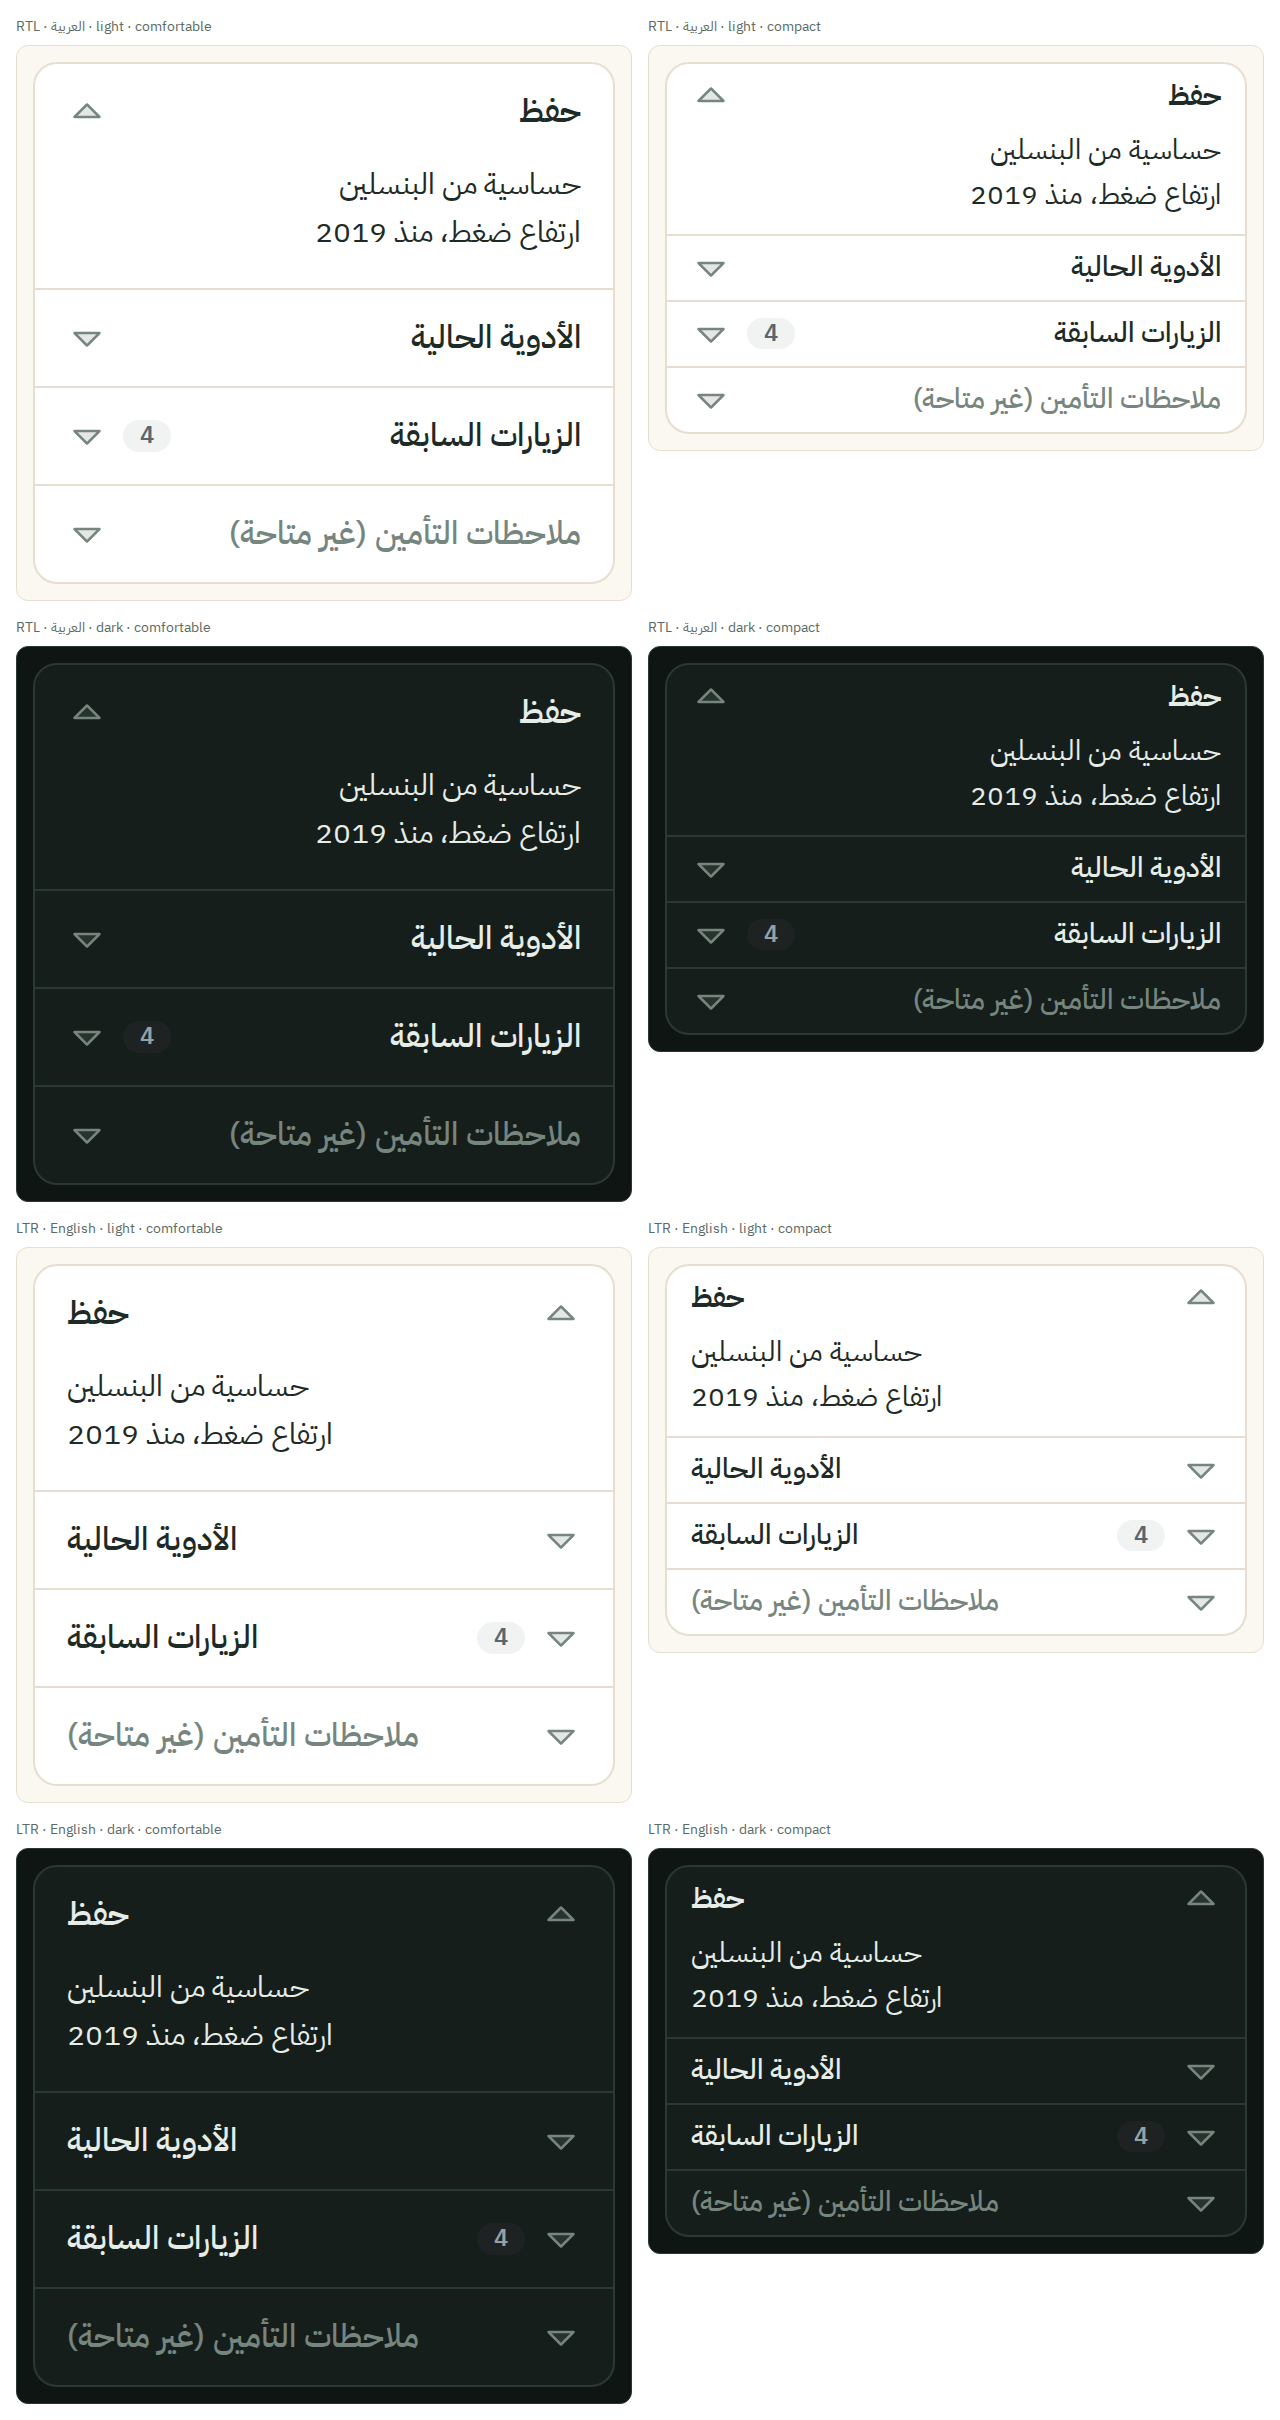 RTL · العربية · light · comfortable
حفظ
حساسية من البنسلين
ارتفاع ضغط، منذ 2019
الأدوية الحالية
الزيارات السابقة 4
ملاحظات التأمين (غير متاحة)
RTL · العربية · light · compact
حفظ
حساسية من البنسلين
ارتفاع ضغط، منذ 2019
الأدوية الحالية
الزيارات السابقة 4
ملاحظات التأمين (غير متاحة)
RTL · العربية · dark · comfortable
حفظ
حساسية من البنسلين
ارتفاع ضغط، منذ 2019
الأدوية الحالية
الزيارات السابقة 4
ملاحظات التأمين (غير متاحة)
RTL · العربية · dark · compact
حفظ
حساسية من البنسلين
ارتفاع ضغط، منذ 2019
الأدوية الحالية
الزيارات السابقة 4
ملاحظات التأمين (غير متاحة)
LTR · English · light · comfortable
حفظ
حساسية من البنسلين
ارتفاع ضغط، منذ 2019
الأدوية الحالية
الزيارات السابقة 4
ملاحظات التأمين (غير متاحة)
LTR · English · light · compact
حفظ
حساسية من البنسلين
ارتفاع ضغط، منذ 2019
الأدوية الحالية
الزيارات السابقة 4
ملاحظات التأمين (غير متاحة)
LTR · English · dark · comfortable
حفظ
حساسية من البنسلين
ارتفاع ضغط، منذ 2019
الأدوية الحالية
الزيارات السابقة 4
ملاحظات التأمين (غير متاحة)
LTR · English · dark · compact
حفظ
حساسية من البنسلين
ارتفاع ضغط، منذ 2019
الأدوية الحالية
الزيارات السابقة 4
ملاحظات التأمين (غير متاحة)